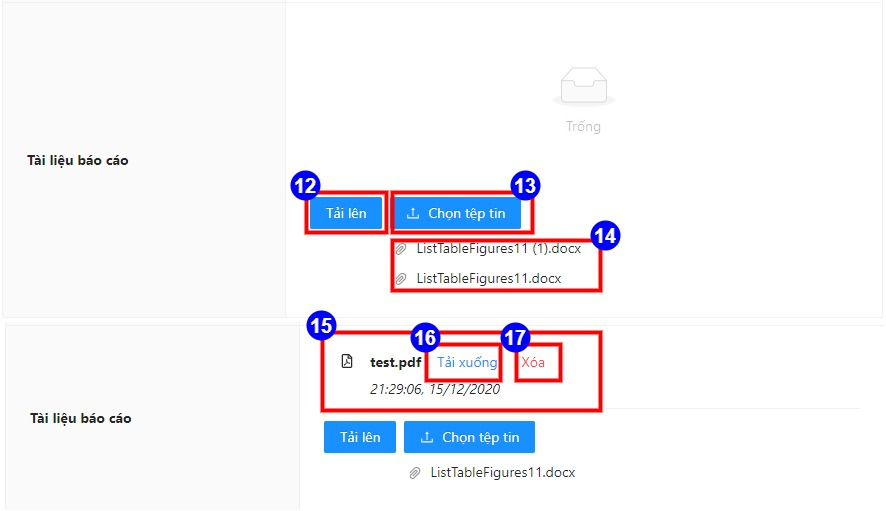 Trống
Tài liệu báo cáo
12
13
Tải lên
Chọn tệp tin
14
ListTableFigures11 (1).docx
ListTableFigures11.docx
15
16
17
test.pdf Tải xuống Xóa
21:29:06, 15/12/2020
Tài liệu báo cáo
Tải lên
Chọn tệp tin
ListTableFigures11.docx